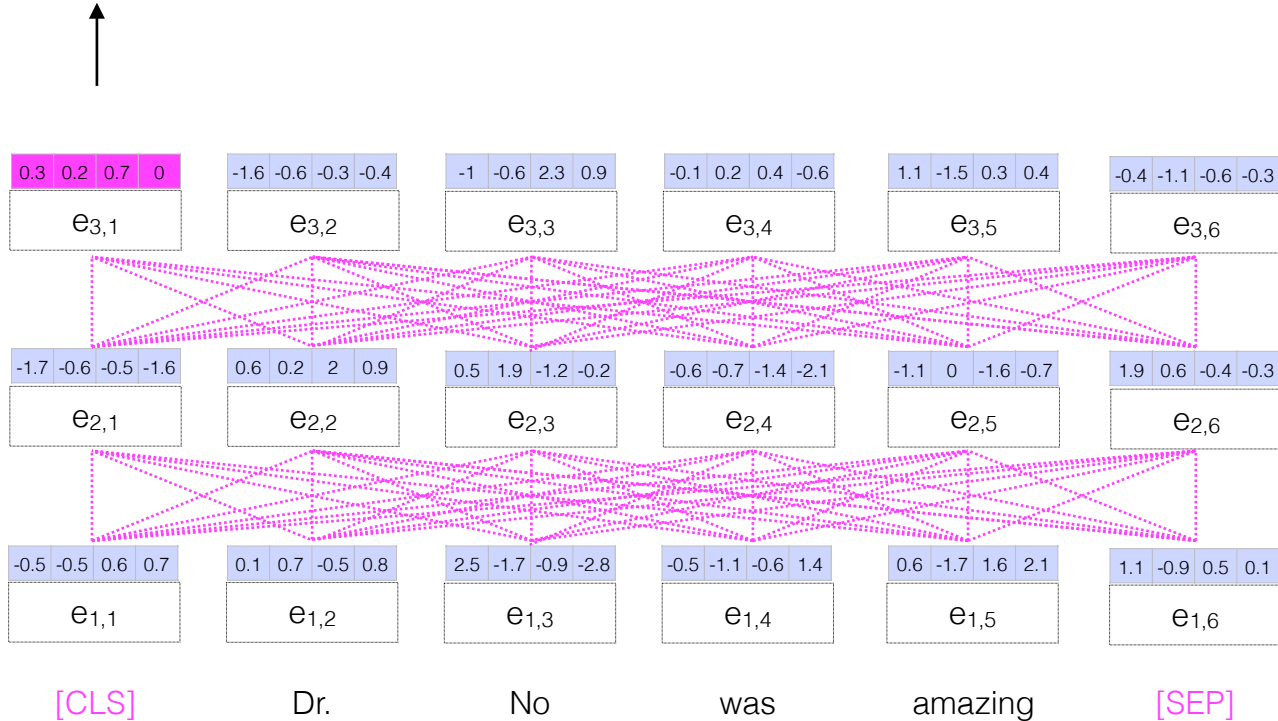 0.3 0.2 0.7 0 -1.6 -0.6 -0.3 -0.4 -1 -0.6 2.3 0.9 -0.1 0.2 0.4 -0.6 1.1 -1.5 0.3 0.4 -0.4 -1.1 -0.6 -0.3
e3,1 e3,2 e3,3 e3,4 e3,5 e3,6
-1.7 -0.6 -0.5 -1.6 0.6 0.2 2 0.9 0.5 1.9 -1.2 -0.2 -0.6 -0.7 -1.4 -2.1 -1.1 0 -1.6 -0.7 1.9 0.6 -0.4 -0.3
e2,1 e2,2 e2,3 e2,4 e2,5 e2,6
-0.5 -0.5 0.6 0.7 0.1 0.7 -0.5 0.8 2.5 -1.7 -0.9 -2.8 -0.5 -1.1 -0.6 1.4 0.6 -1.7 1.6 2.1 1.1 -0.9 0.5 0.1
e1,1 e1,2 e1,3 e1,4 e1,5 e1,6
[CLS] Dr. No was amazing [SEP]